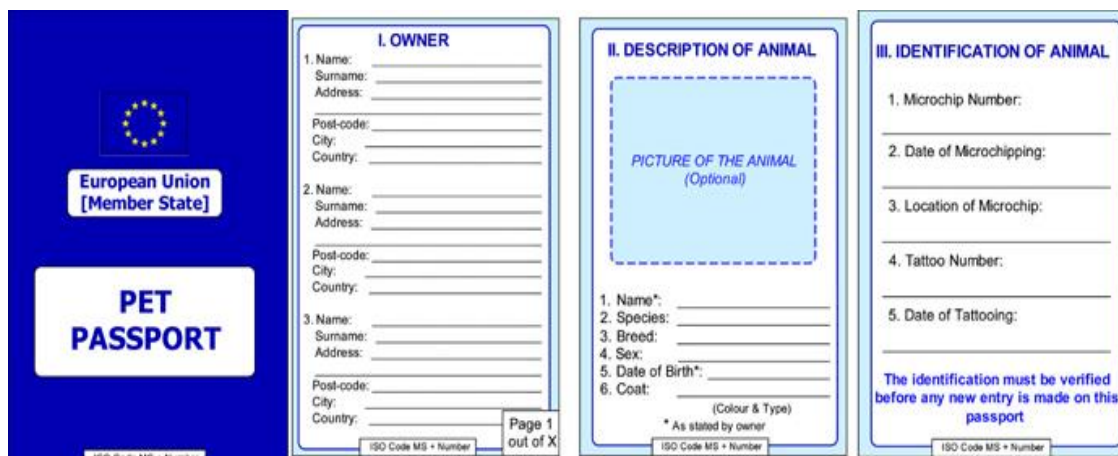 European Union
[Member State]
PET
PASSPORT
ISO Code MS + Number
I. OWNER
1. Name:
Surname:
Address:
Post-code:
City:
Country:
2. Name:
Surname:
Address:
Post-code:
City:
Country:
3. Name:
Surname:
Address:
Post-code:
City:
Country:
Page 1
out of X
ISO Code MS + Number
II. DESCRIPTION OF ANIMAL
PICTURE OF THE ANIMAL
(Optional)
1. Name*:
2. Species:
3. Breed:
4. Sex:
5. Date of Birth*:
6. Coat:
(Colour & Type)
* As stated by owner
ISO Code MS + Number
III. IDENTIFICATION OF ANIMAL
1. Microchip Number:
2. Date of Microchipping:
3. Location of Microchip:
4. Tattoo Number:
5. Date of Tattooing:
The identification must be verified
before any new entry is made on this
passport
ISO Code MS + Number